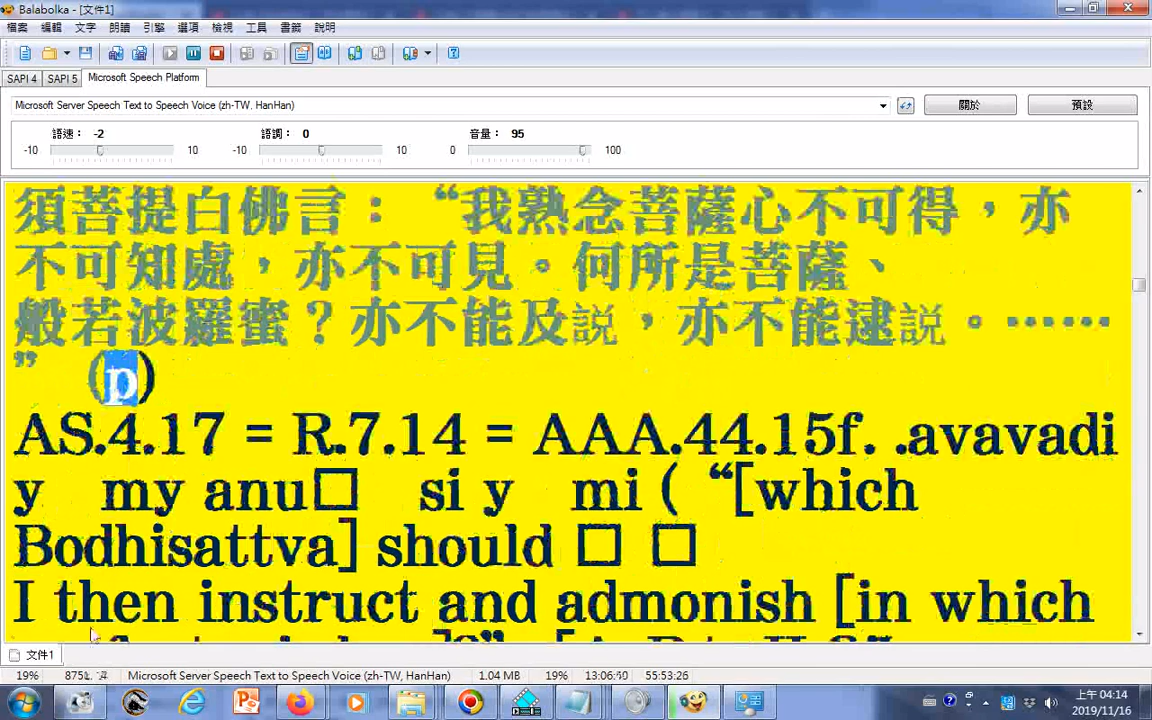 Balabolka - [文件1]
檔案 編輯 文字 朗讀 引擎 選項 檢視 工具 書籤 說明
SAPI 4 SAPI 5 Microsoft Speech Platform
Microsoft Server Speech Text to Speech Voice (zh-TW, HanHan) 關於 預設
語速： -2 語調： 0 音量： 95
-10 10 -10 10 0 100
須菩提白佛言：“我熟念菩薩心不可得，亦
不可知處，亦不可見。何所是菩薩、
般若波羅蜜？亦不能及説，亦不能逮説。⋯⋯
” (p)
AS.4.17 = R.7.14 = AAA.44.15f. .avavadi
y my anu□ si y mi ( “[which
Bodhisattva] should □ □
I then instruct and admonish [in which
文件1
19% Microsoft Server Speech Text to Speech Voice (zh-TW, HanHan) 1.04 MB 19% 13:06:50 55:53:26
上午 04:14
2019/11/16